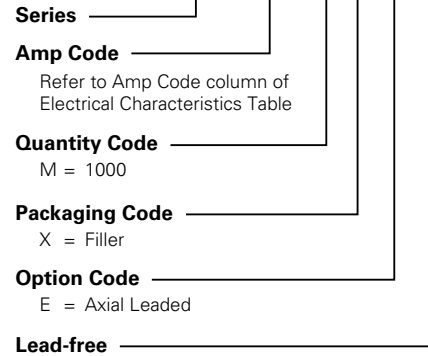 Series
Amp Code
Refer to Amp Code column of
Electrical Characteristics Table
Quantity Code
M = 1000
Packaging Code
X = Filler
Option Code
E = Axial Leaded
Lead-free